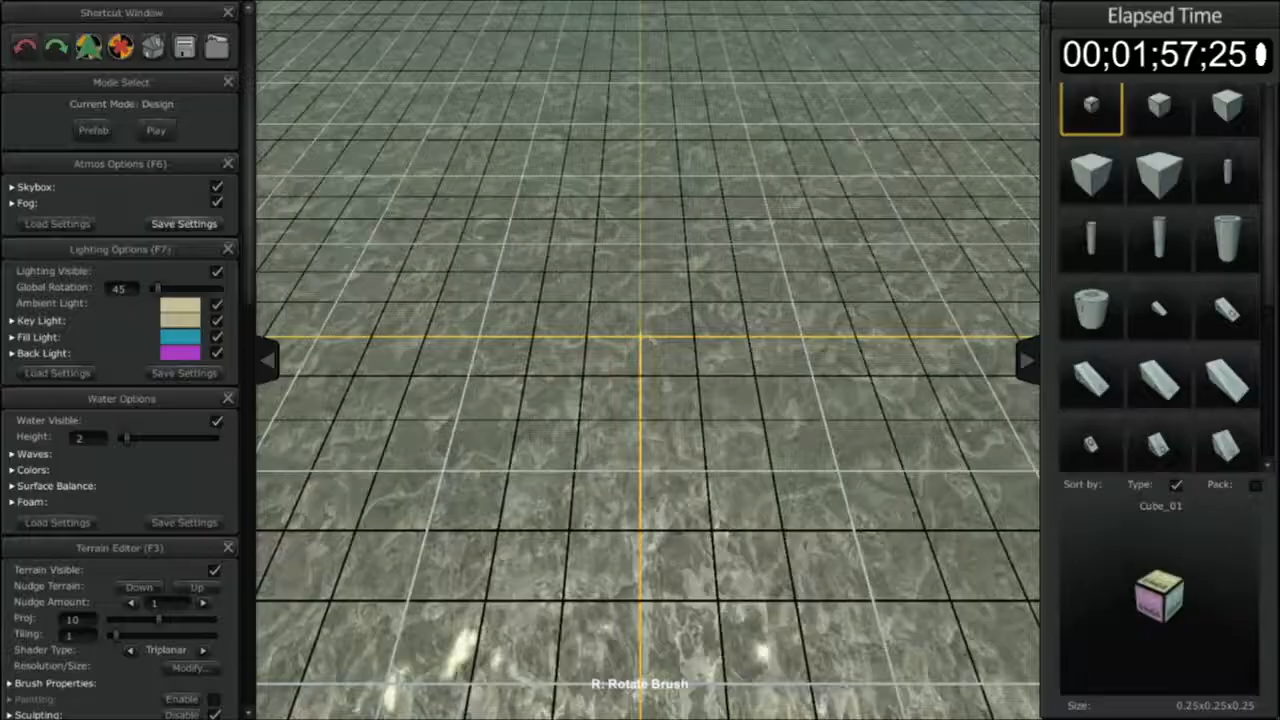 Shortcut Window
Mode Select
Current Mode: Design
Prefab Play
Atmos Options (F6)
Skybox:
Fog:
Load Settings Save Settings
Lighting Options (F7)
Lighting Visible:
Global Rotation: 45
Ambient Light:
Key Light:
Fill Light:
Back Light:
Load Settings Save Settings
Water Options
Water Visible:
Height: 2
Waves:
Colors:
Surface Balance:
Foam:
Load Settings Save Settings
Terrain Editor (F3)
Terrain Visible:
Nudge Terrain: Down Up
Nudge Amount: 1
Proj: 10
Tiling: 1
Shader Type: Triplanar
Resolution/Size: Modify...
Brush Properties:
Painting: Enable
Sculpting: Disable
R: Rotate Brush
Elapsed Time
00;01;57;25
Sort by: Type: Pack:
Cube_01
Size: 0.25x0.25x0.25